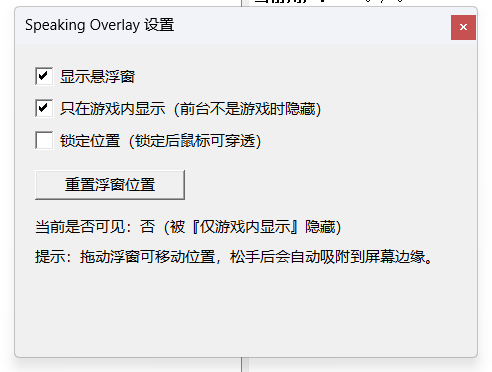 Speaking Overlay 设置
显示悬浮窗
只在游戏内显示（前台不是游戏时隐藏）
锁定位置（锁定后鼠标可穿透）
重置浮窗位置
当前是否可见：否（被『仅游戏内显示』隐藏）
提示：拖动浮窗可移动位置，松手后会自动吸附到屏幕边缘。